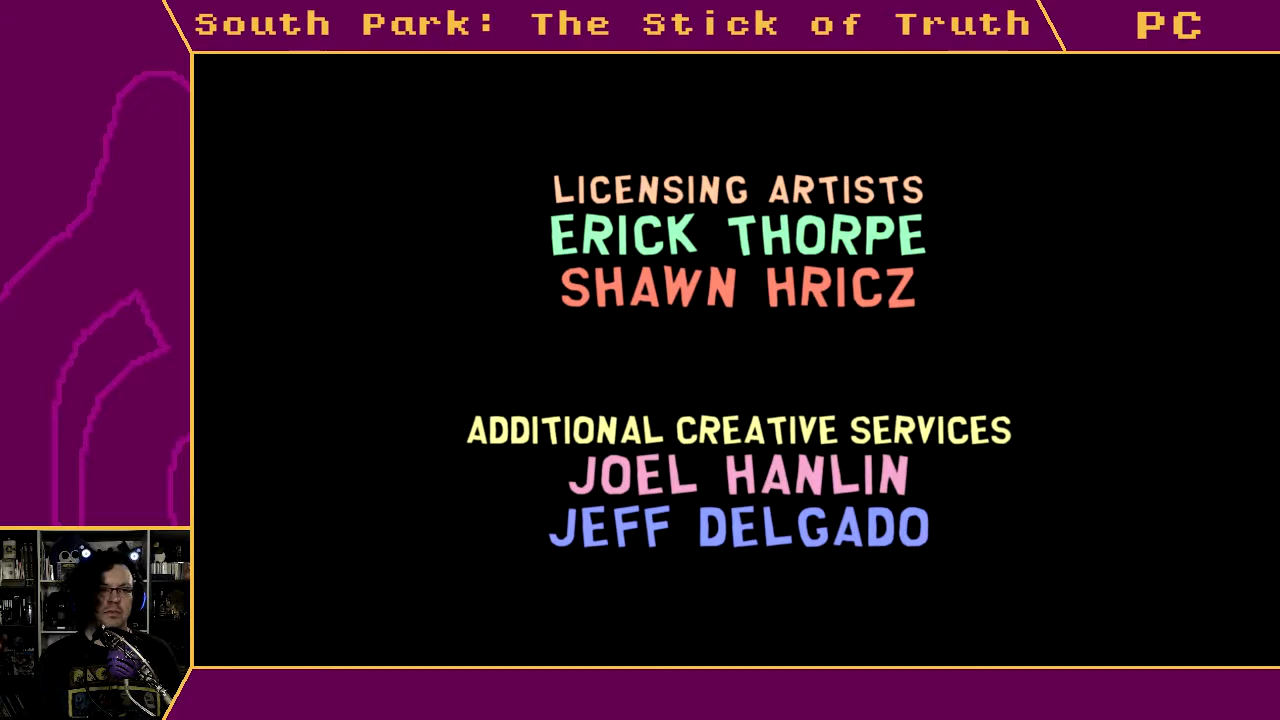 South Park: The Stick of Truth
PC
LICENSING ARTISTS
ERICK THORPE
SHAWN HRICZ
ADDITIONAL CREATIVE SERVICES
JOEL HANLIN
JEFF DELGADO